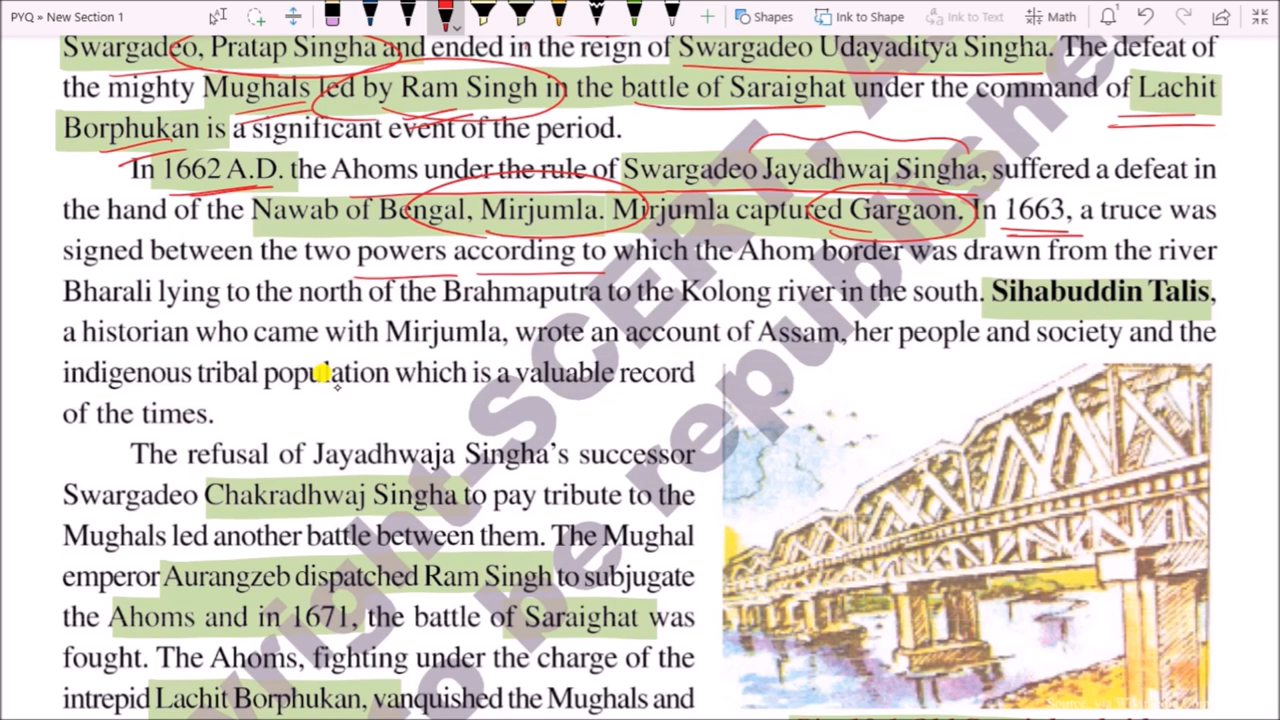 PYQ » New Section 1
Shapes
Ink to Shape
Ink to Text
Math
Swargadeo, Pratap Singha and ended in the reign of Swargadeo Udayaditya Singha. The defeat of
the mighty Mughals led by Ram Singh in the battle of Saraighat under the command of Lachit
Borphukan is a significant event of the period.
In 1662 A.D. the Ahoms under the rule of Swargadeo Jayadhwaj Singha, suffered a defeat in
the hand of the Nawab of Bengal, Mirjumla. Mirjumla captured Gargaon. In 1663, a truce was
signed between the two powers according to which the Ahom border was drawn from the river
Bharali lying to the north of the Brahmaputra to the Kolong river in the south. Sihabuddin Talis,
a historian who came with Mirjumla, wrote an account of Assam, her people and society and the
indigenous tribal population which is a valuable record
of the times.
The refusal of Jayadhwaja Singha's successor
Swargadeo Chakradhwaj Singha to pay tribute to the
Mughals led another battle between them. The Mughal
emperor Aurangzeb dispatched Ram Singh to subjugate
the Ahoms and in 1671, the battle of Saraighat was
fought. The Ahoms, fighting under the charge of the
intrepid Lachit Borphukan, vanquished the Mughals and